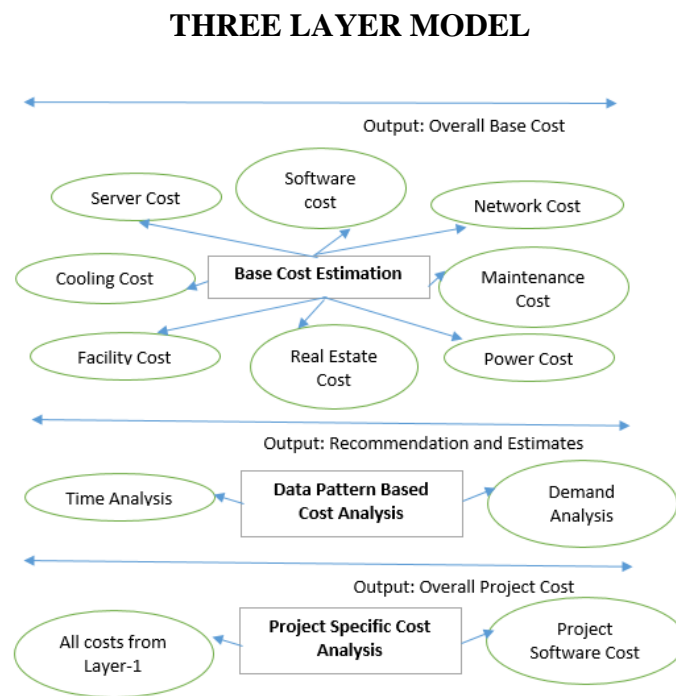 THREE LAYER MODEL
Output: Overall Base Cost
Software
cost
Server Cost
Network Cost
Base Cost Estimation
Cooling Cost
Maintenance
Cost
Facility Cost
Real Estate
Cost
Power Cost
Output: Recommendation and Estimates
Time Analysis
Data Pattern Based
Cost Analysis
Demand
Analysis
Output: Overall Project Cost
All costs from
Layer-1
Project Specific Cost
Analysis
Project
Software Cost